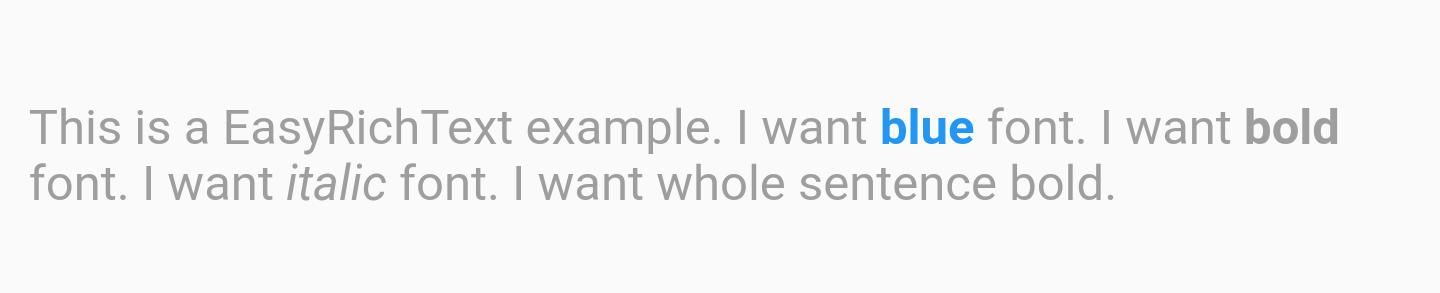 This is a EasyRichText example. I want blue font. I want bold
font. I want italic font. I want whole sentence bold.